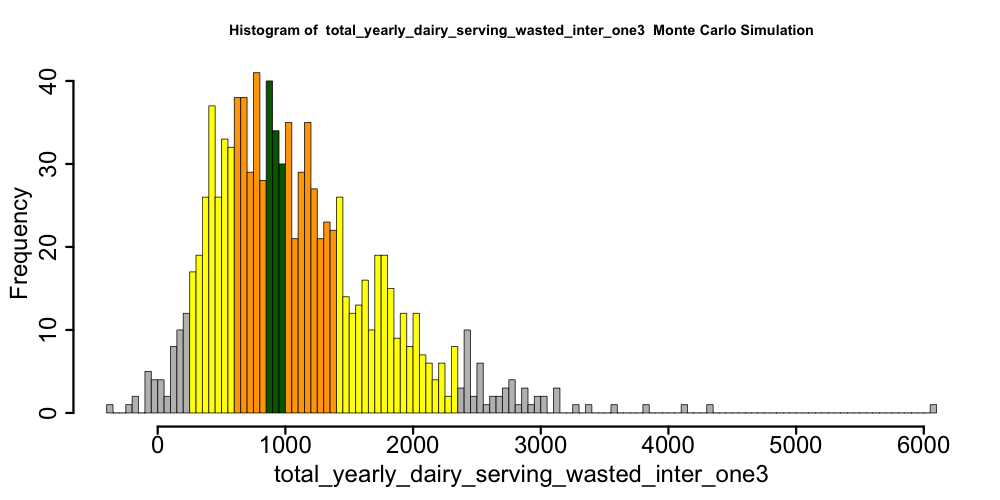 Histogram of total_yearly_dairy_serving_wasted_inter_one3 Monte Carlo Simulation
Frequency
40
30
20
10
0
0 1000 2000 3000 4000 5000 6000
total_yearly_dairy_serving_wasted_inter_one3